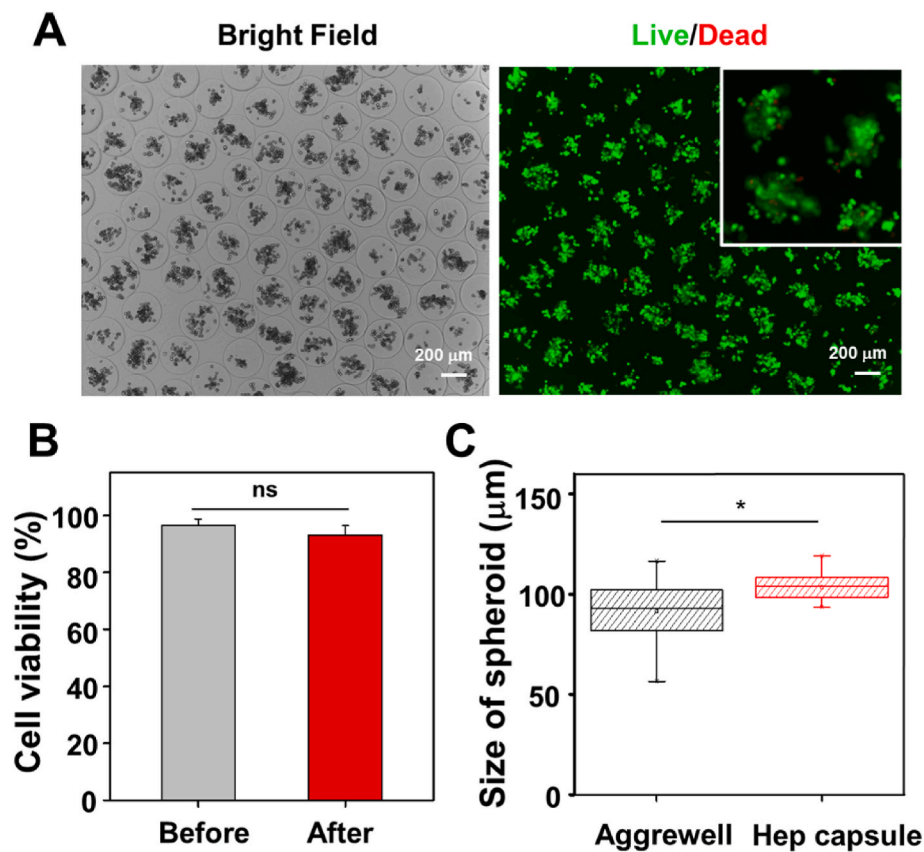 A
Bright Field
Live/Dead
200 μm
200 μm
B
ns
Cell viability (%)
100
80
60
40
20
0
Before
After
C
*
Size of spheroid (μm)
150
100
50
0
Aggrewell
Hep capsule